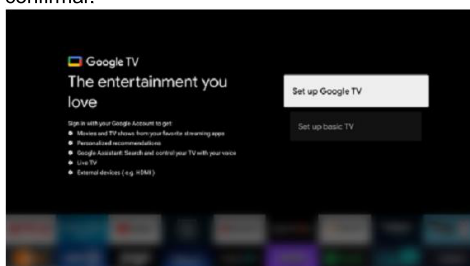 confirmar.
Google TV
The entertainment you
love
Sign in with your Google Account to get:
Movies and TV shows from your favorite streaming apps
Personalized recommendations
Google Assistant: Search and control your TV with your voice
Live TV
External devices ( e.g. HDMI )
Set up Google TV
Set up basic TV